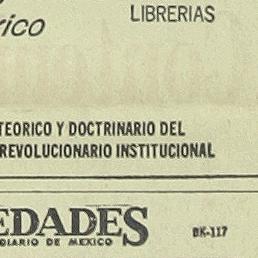 rico
LIBRERIAS
TEORICO Y DOCTRINARIO DEL
REVOLUCIONARIO INSTITUCIONAL
EDADES
DIARIO DE MEXICO
BK-117